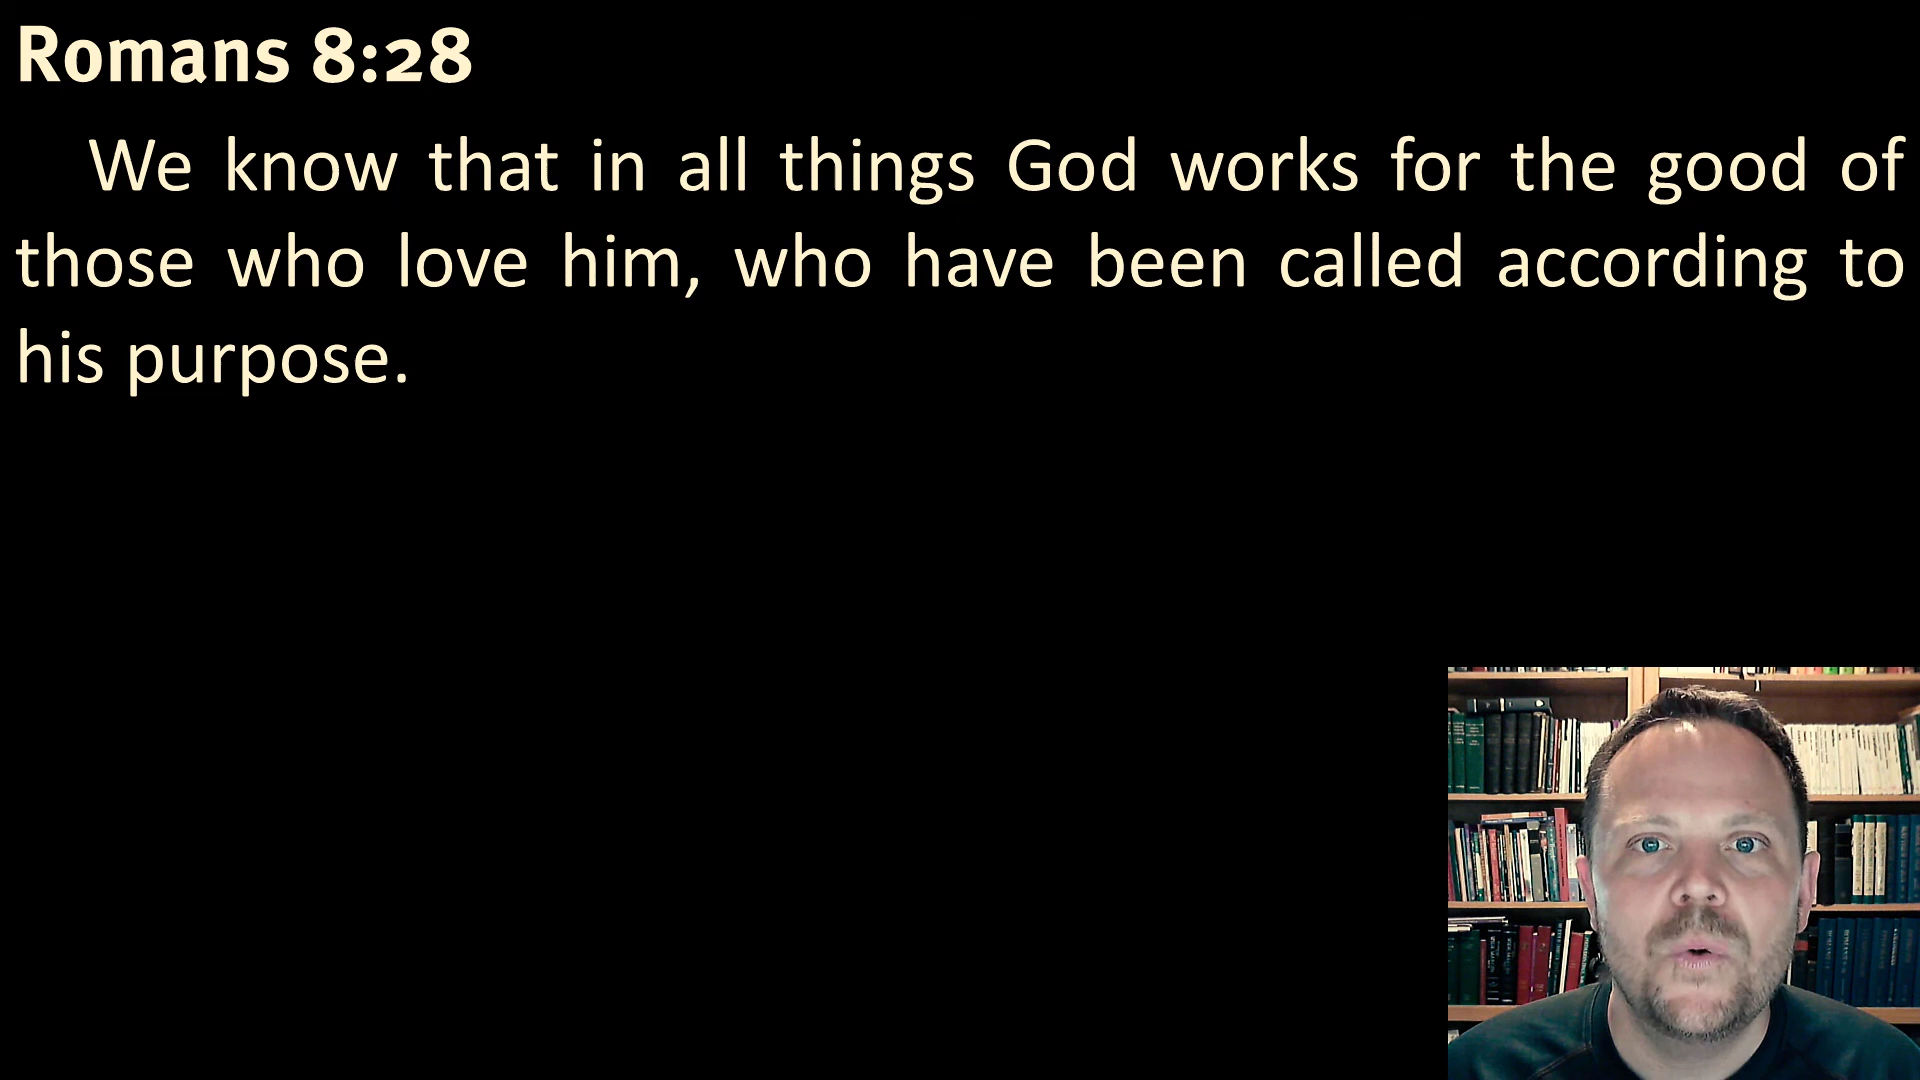 Romans 8:28
We know that in all things God works for the good of
those who love him, who have been called according to
his purpose.